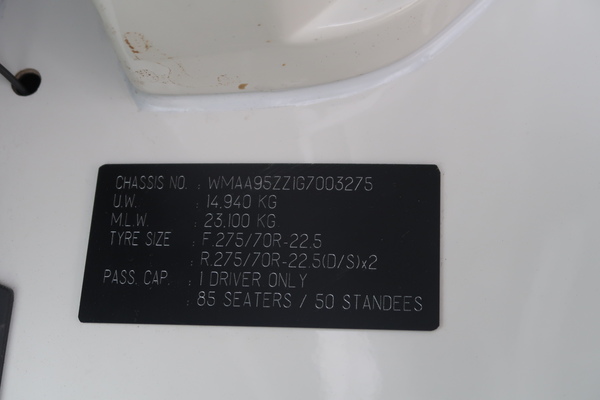 CHASSIS NO. : WMAA95ZZ1G7003275
U.W. : 14,940 KG
M.L.W. : 23,100 KG
TYRE SIZE : F.275/70R-22.5
: R.275/70R-22.5(D/S)x2
PASS. CAP. : 1 DRIVER ONLY
: 85 SEATERS / 50 STANDEES